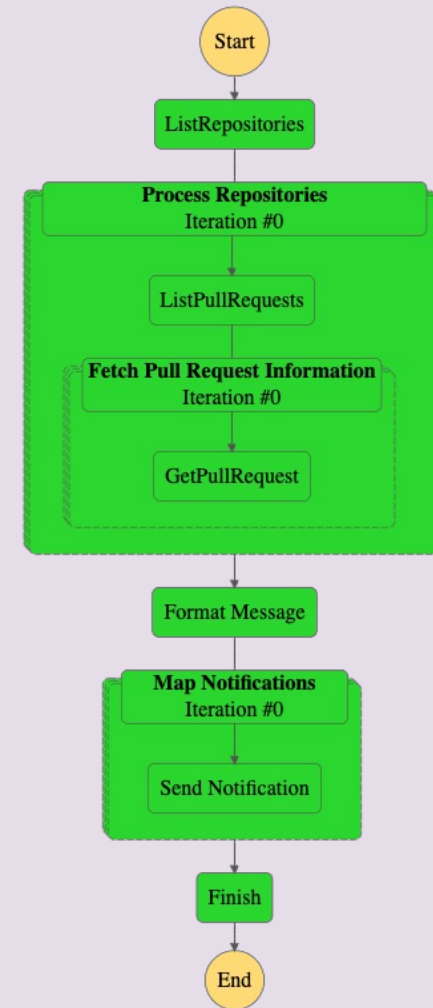 Start
ListRepositories
Process Repositories
Iteration #0
ListPullRequests
Fetch Pull Request Information
Iteration #0
GetPullRequest
Format Message
Map Notifications
Iteration #0
Send Notification
Finish
End